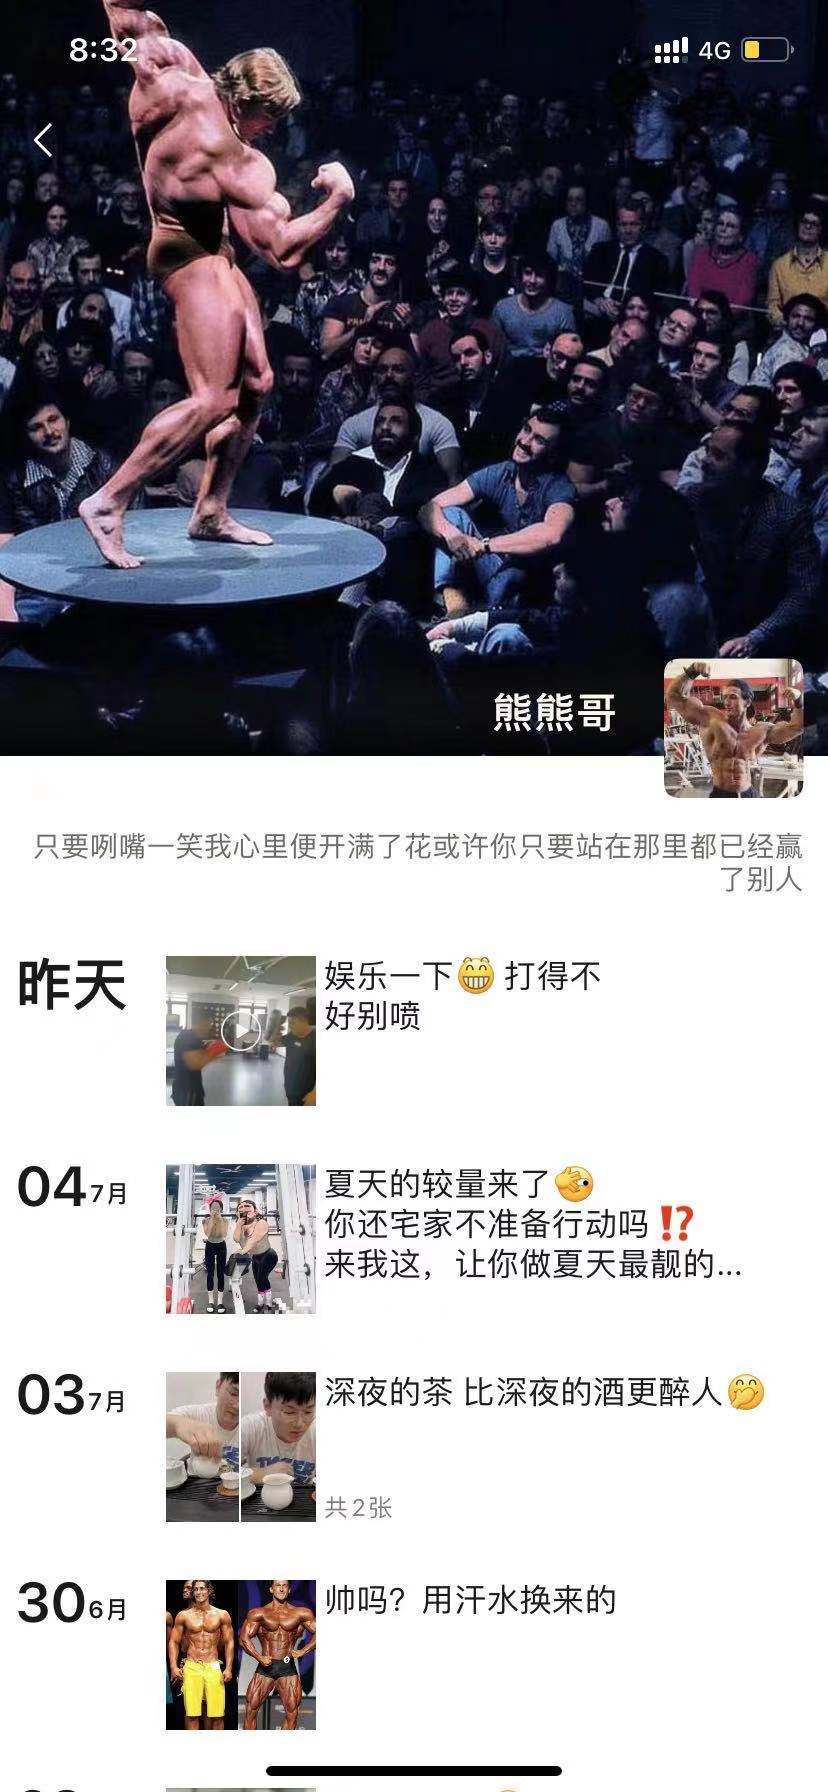 8:32
4G
熊熊哥
只要咧嘴一笑我心里便开满了花或许你只要站在那里都已经赢
了别人
昨天
娱乐一下😁 打得不
好别喷
04 7月
夏天的较量来了
你还宅家不准备行动吗⁉️
来我这，让你做夏天最靓的...
03 7月
深夜的茶 比深夜的酒更醉人🤭
共2张
30 6月
帅吗？用汗水换来的